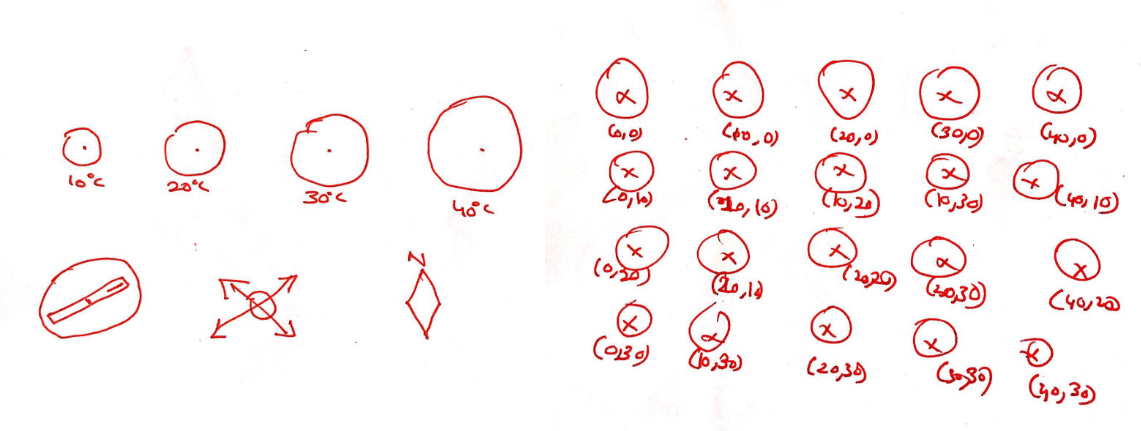 10°C 20°C 30°C 40°C
N
(0,0) (10,0) (20,0) (30,0) (40,0)
(0,10) (10,10) (10,20) (10,30) (40,10)
(0,20) (20,10) (20,20) (20,30) (40,20)
(0,30) (10,30) (20,30) (30,30) (40,30)